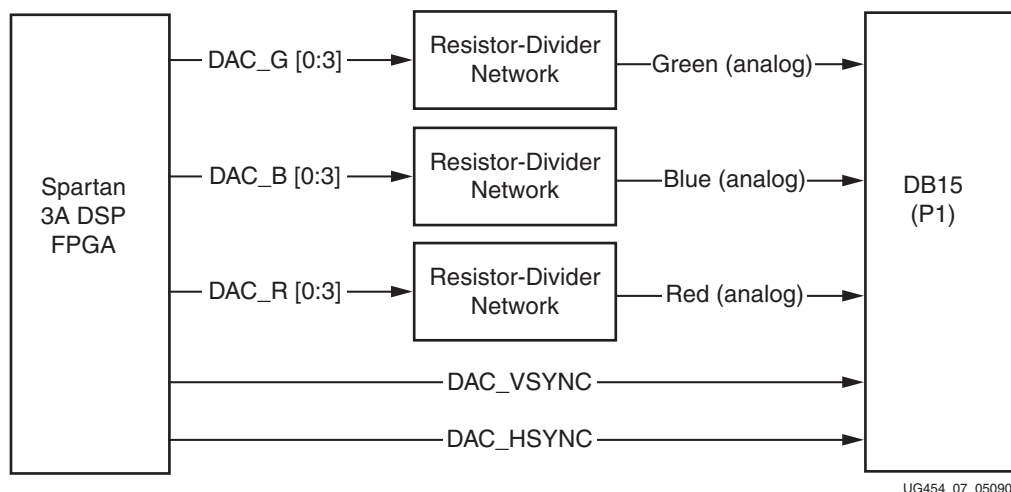 Spartan
3A DSP
FPGA
DAC_G [0:3]
Resistor-Divider
Network
Green (analog)
DAC_B [0:3]
Resistor-Divider
Network
Blue (analog)
DAC_R [0:3]
Resistor-Divider
Network
Red (analog)
DAC_VSYNC
DAC_HSYNC
DB15
(P1)
UG454_07_05090